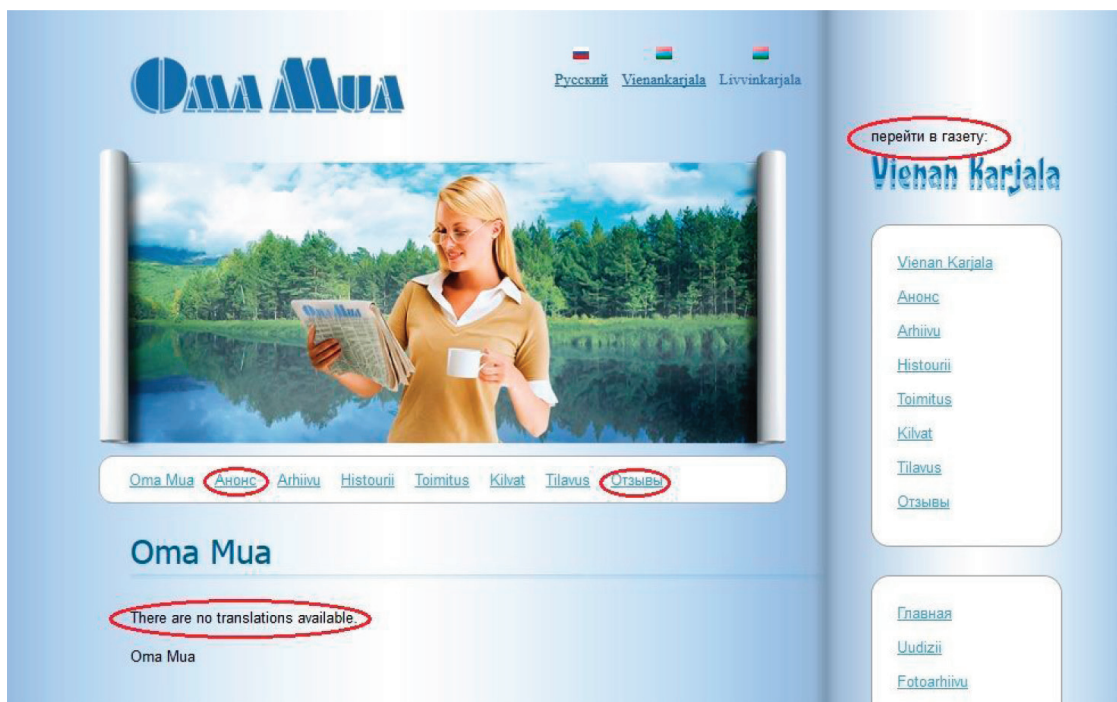 Oma Mua
Русский Vienankarjala Livvinkarjala
перейти в газету:
Vienan Karjala
Oma Mua
Oma Mua Анонс Arhiivu Histourii Toimitus Kilvat Tilavus Отзывы
Oma Mua
There are no translations available.
Oma Mua
Vienan Karjala
Анонс
Arhiivu
Histourii
Toimitus
Kilvat
Tilavus
Отзывы
Главная
Uudizii
Fotoarhiivu